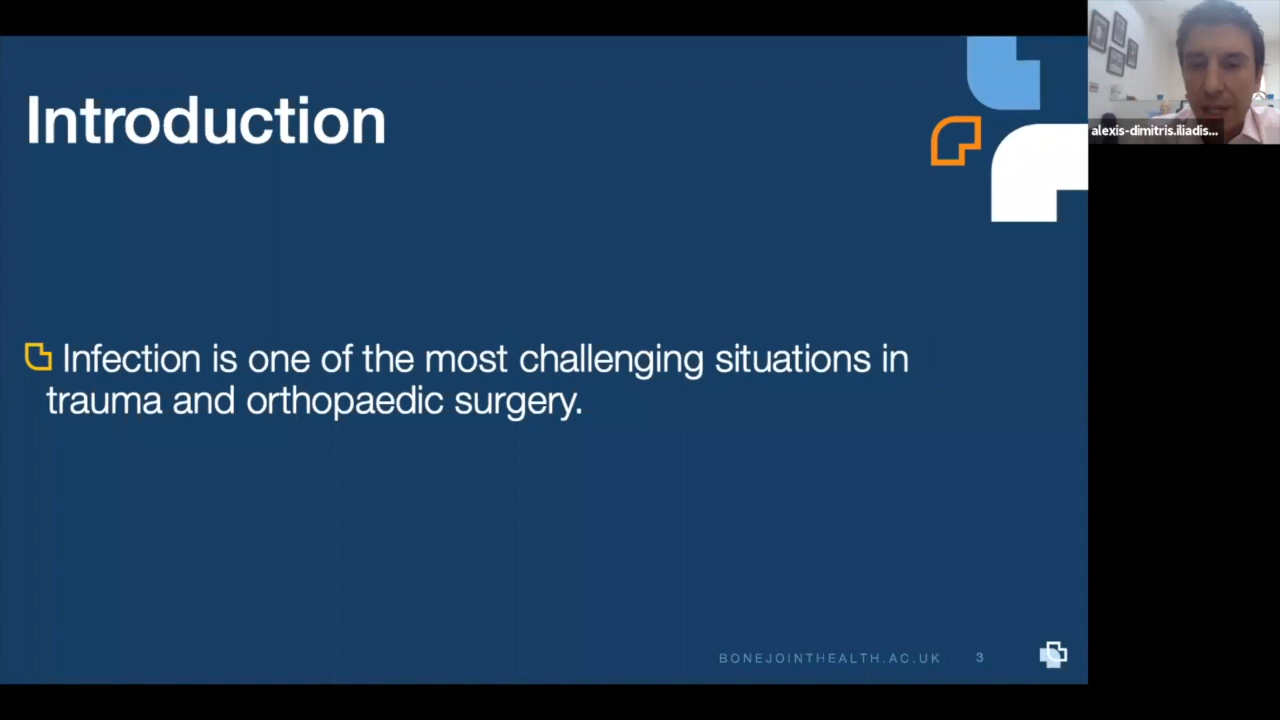 Introduction
Infection is one of the most challenging situations in
trauma and orthopaedic surgery.
BONEJOINTHEALTH.AC.UK 3
alexis-dimitris.iliadis...